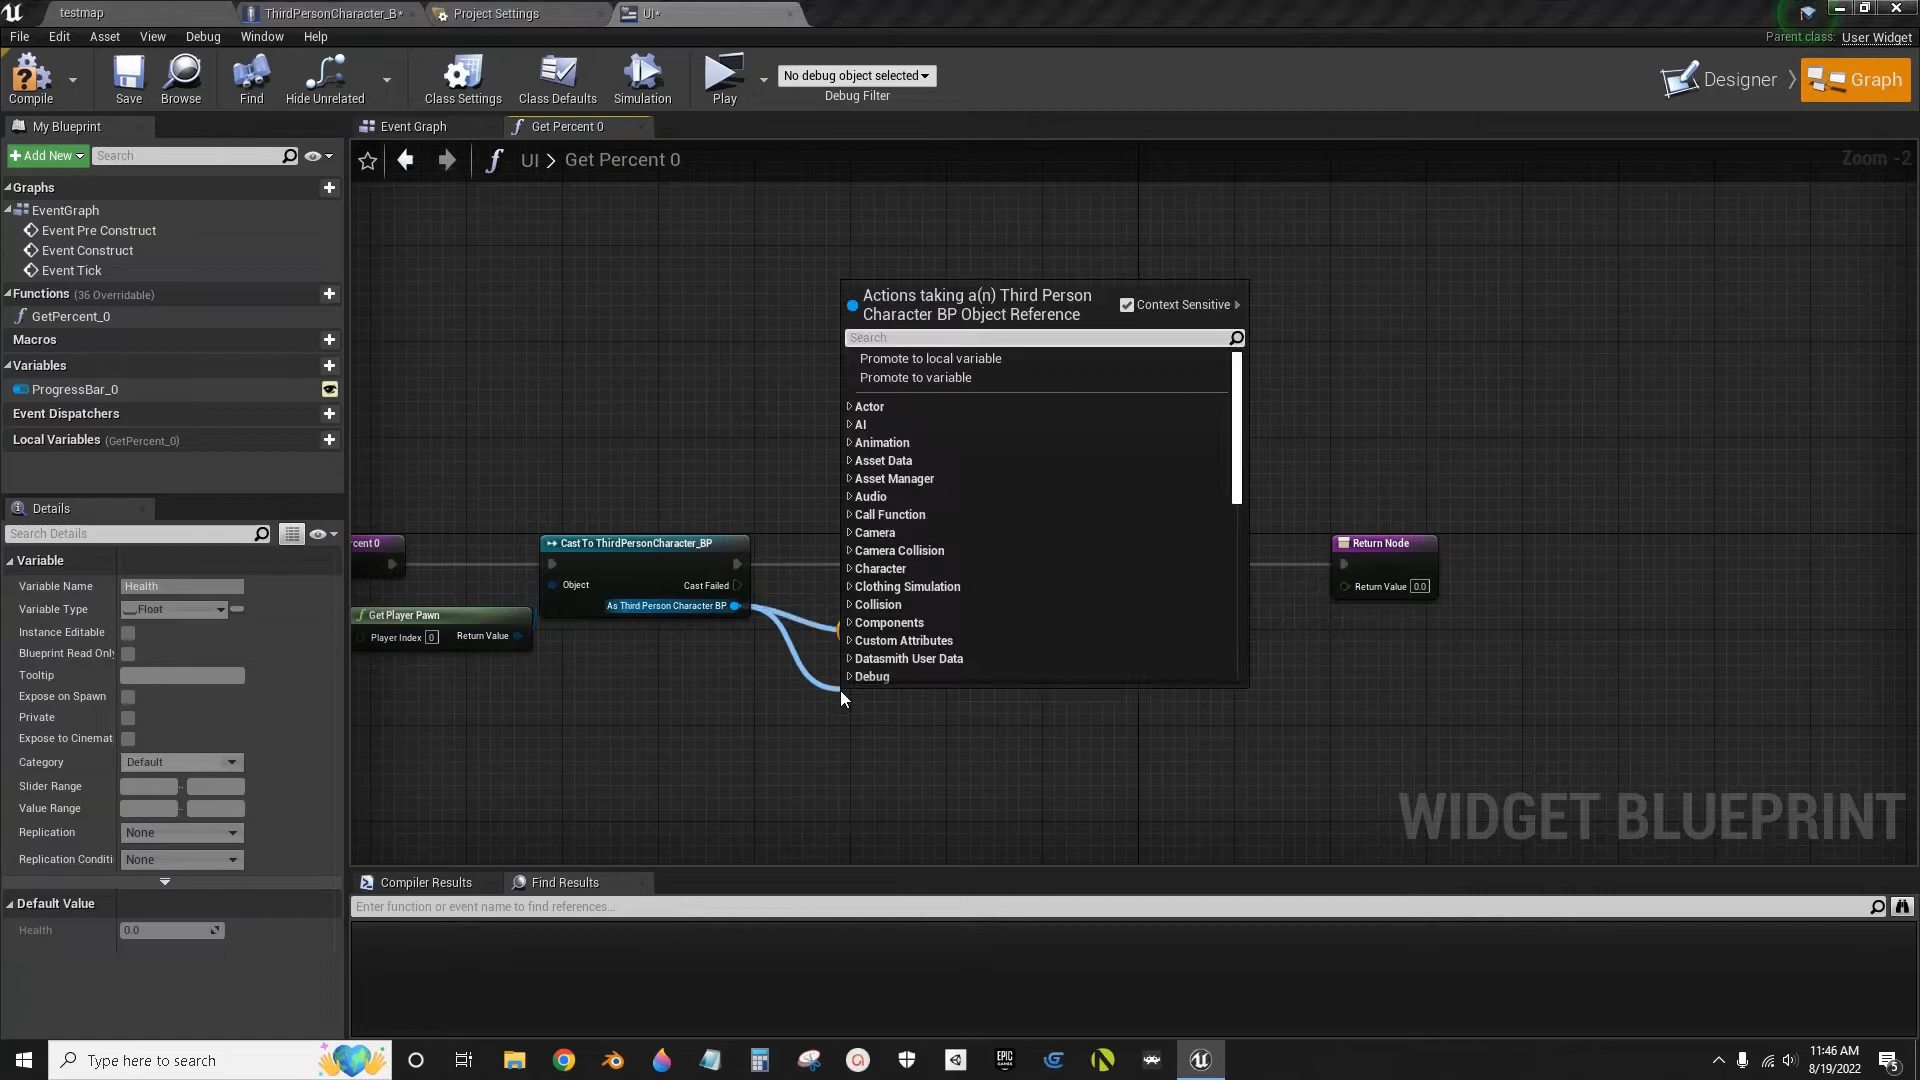 testmap
ThirdPersonCharacter_B*
Project Settings
UI*
File Edit Asset View Debug Window Help
Parent class: User Widget
Compile
Save
Browse
Find
Hide Unrelated
Class Settings
Class Defaults
Simulation
Play
No debug object selected
Debug Filter
Designer
Graph
My Blueprint
Event Graph
Get Percent 0
Add New
Search
UI > Get Percent 0
Zoom -2
Graphs
EventGraph
Event Pre Construct
Event Construct
Event Tick
Functions (36 Overridable)
GetPercent_0
Macros
Variables
ProgressBar_0
Event Dispatchers
Local Variables (GetPercent_0)
Actions taking a(n) Third Person
Character BP Object Reference
Context Sensitive
Search
Promote to local variable
Promote to variable
Actor
AI
Animation
Asset Data
Asset Manager
Audio
Call Function
Camera
Camera Collision
Character
Clothing Simulation
Collision
Components
Custom Attributes
Datasmith User Data
Debug
cent 0
Cast To ThirdPersonCharacter_BP
Object
Cast Failed
As Third Person Character BP
Get Player Pawn
Player Index 0
Return Value
Return Node
Return Value 0.0
WIDGET BLUEPRINT
Details
Search Details
Variable
Variable Name Health
Variable Type Float
Instance Editable
Blueprint Read Only
Tooltip
Expose on Spawn
Private
Expose to Cinemat
Category Default
Slider Range
Value Range
Replication None
Replication Conditi None
Default Value
Health 0.0
Compiler Results
Find Results
Enter function or event name to find references...
Type here to search
EPIC GAMES
11:46 AM
8/19/2022
5